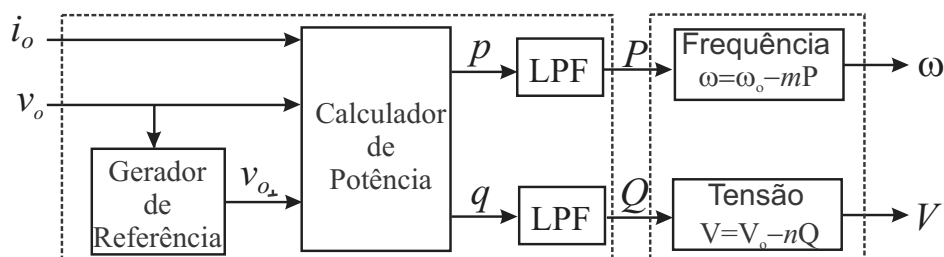 i_o
v_o
Gerador
de
Referência
v_o⊥
Calculador
de
Potência
p
LPF
P
q
LPF
Q
Frequência
ω=ω_o−mP
ω
Tensão
V=V_o−nQ
V